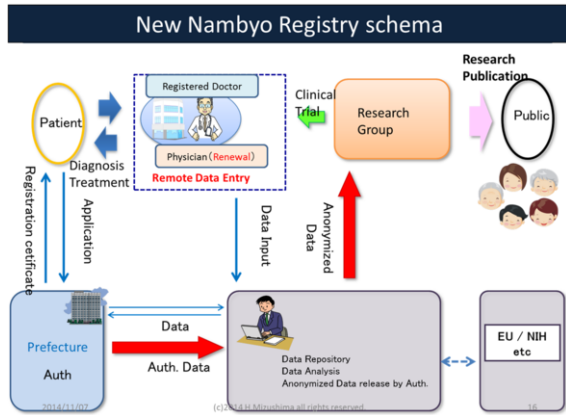 New Nambyo Registry schema
Patient
Registered Doctor
Physician (Renewal)
Remote Data Entry
Diagnosis
Treatment
Clinical
Trial
Research
Group
Research
Publication
Public
Registration cetificate
Application
Data Input
Anonymized
Data
Prefecture
Auth
Data
Auth. Data
Data Repository
Data Analysis
Anonymized Data release by Auth.
EU / NIH
etc
2014/11/07
(c)2014 H.Mizushima all rights reserved.
16